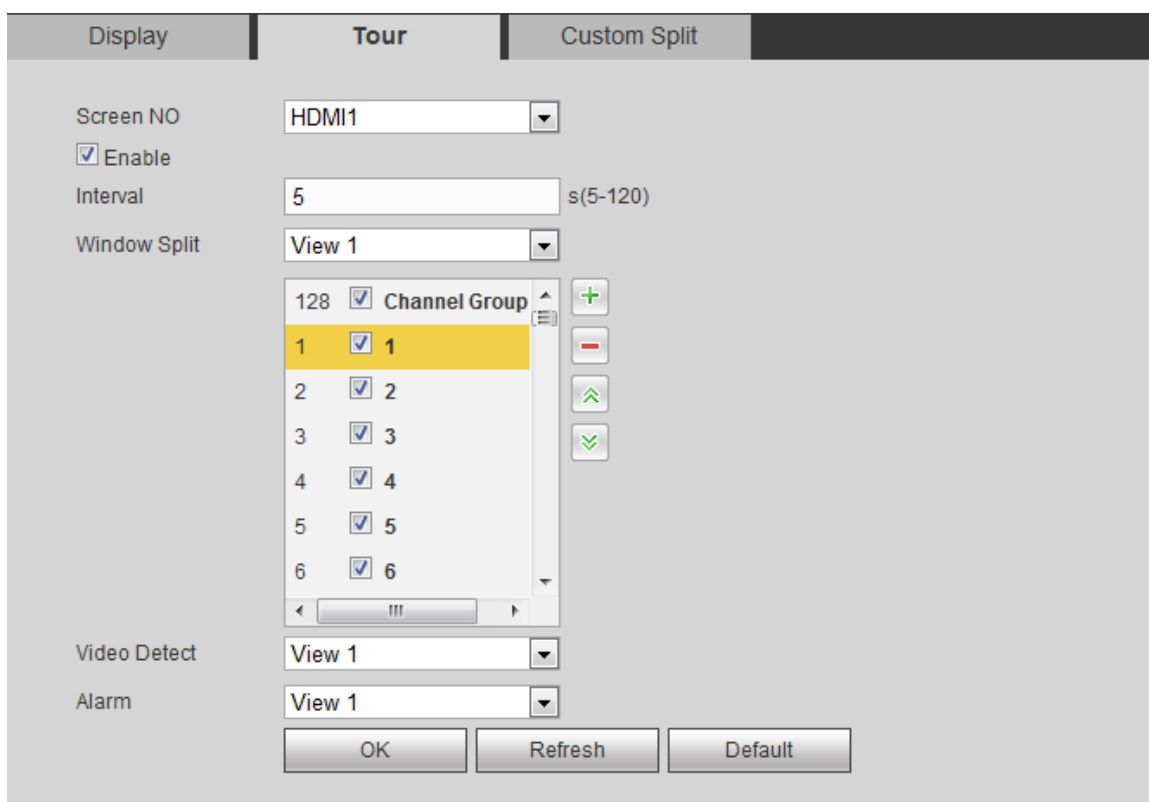 Display Tour Custom Split
Screen NO HDMI1
Enable
Interval 5 s(5-120)
Window Split View 1
128 Channel Group
1 1
2 2
3 3
4 4
5 5
6 6
Video Detect View 1
Alarm View 1
OK Refresh Default